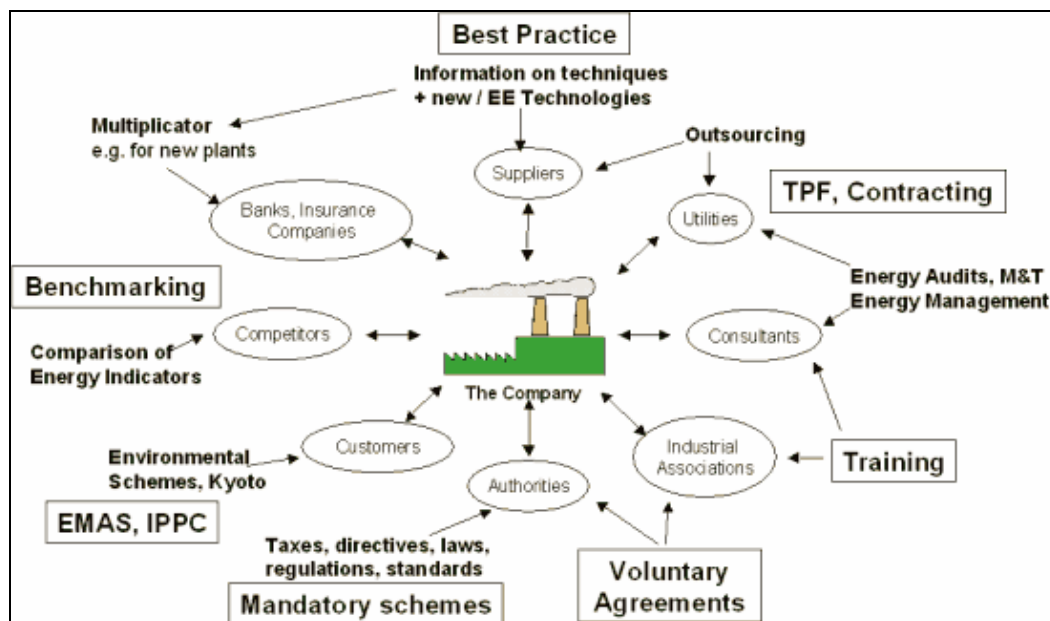 Best Practice
Information on techniques
+ new / EE Technologies
Multiplicator
e.g. for new plants
Outsourcing
Suppliers
TPF, Contracting
Banks, Insurance
Companies
Utilities
Benchmarking
Energy Audits, M&T
Energy Management
Competitors
Consultants
Comparison of
Energy Indicators
The Company
Customers
Industrial
Associations
Environmental
Schemes, Kyoto
Training
Authorities
EMAS, IPPC
Taxes, directives, laws,
regulations, standards
Voluntary
Agreements
Mandatory schemes